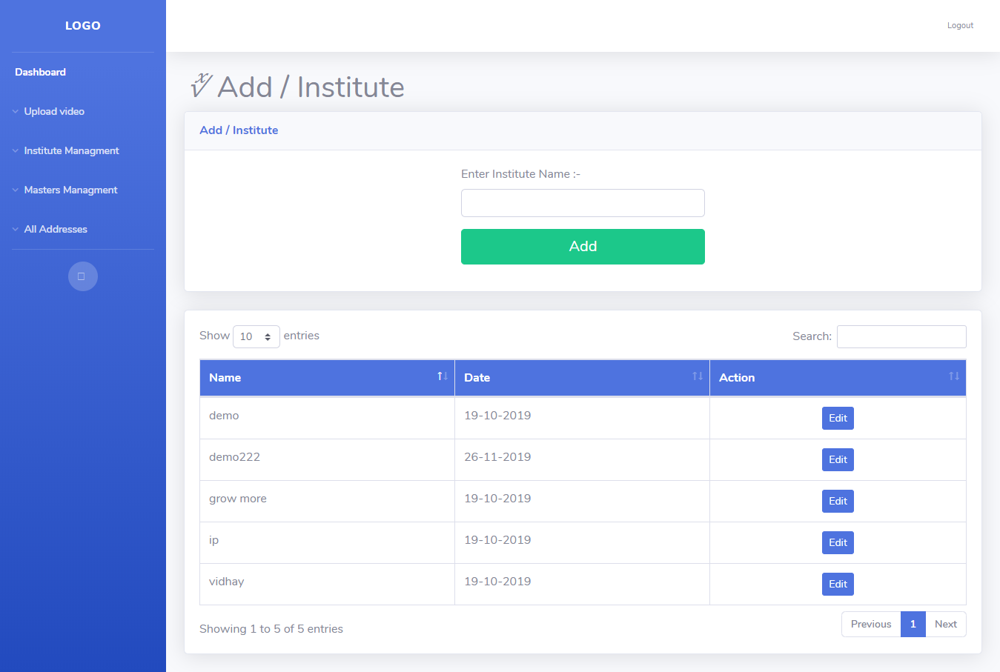 LOGO
Logout
Dashboard
Upload video
Institute Managment
Masters Managment
All Addresses
Add / Institute
Add / Institute
Enter Institute Name :-
Add
Show 10 entries
Search:
Name Date Action
demo 19-10-2019 Edit
demo222 26-11-2019 Edit
grow more 19-10-2019 Edit
ip 19-10-2019 Edit
vidhay 19-10-2019 Edit
Showing 1 to 5 of 5 entries
Previous 1 Next